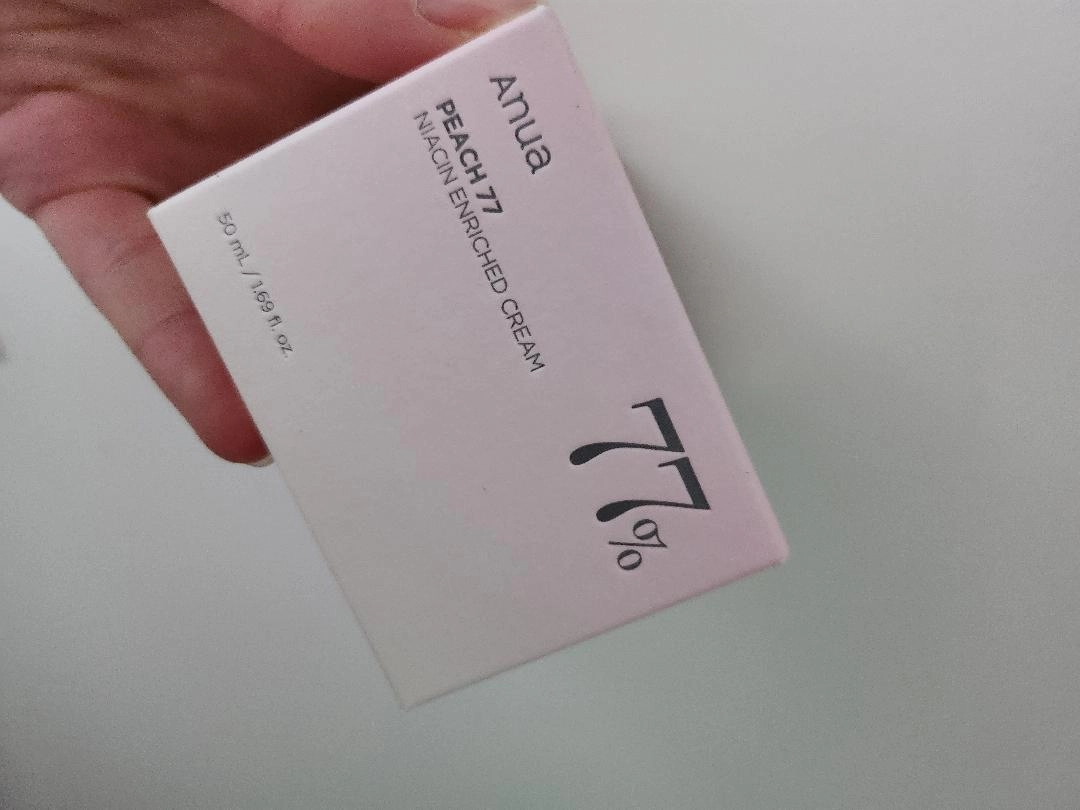 Anua
PEACH 77
NIACIN ENRICHED CREAM
77%
50 mL / 1.69 fl. oz.